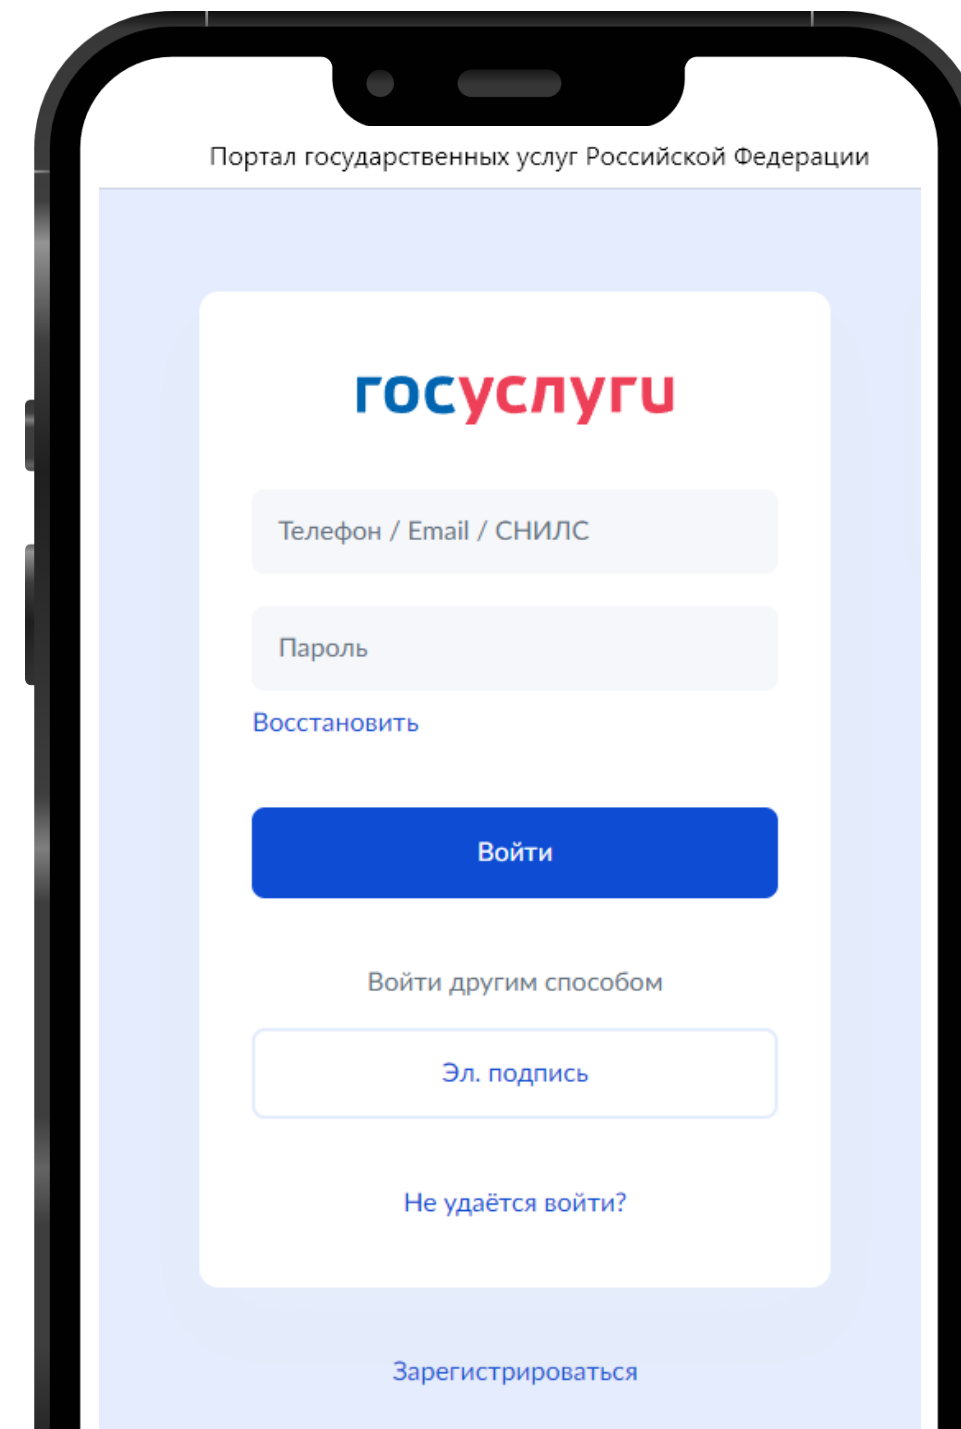 Портал государственных услуг Российской Федерации
госуслуги
Телефон / Email / СНИЛС
Пароль
Восстановить
Войти
Войти другим способом
Эл. подпись
Не удаётся войти?
Зарегистрироваться